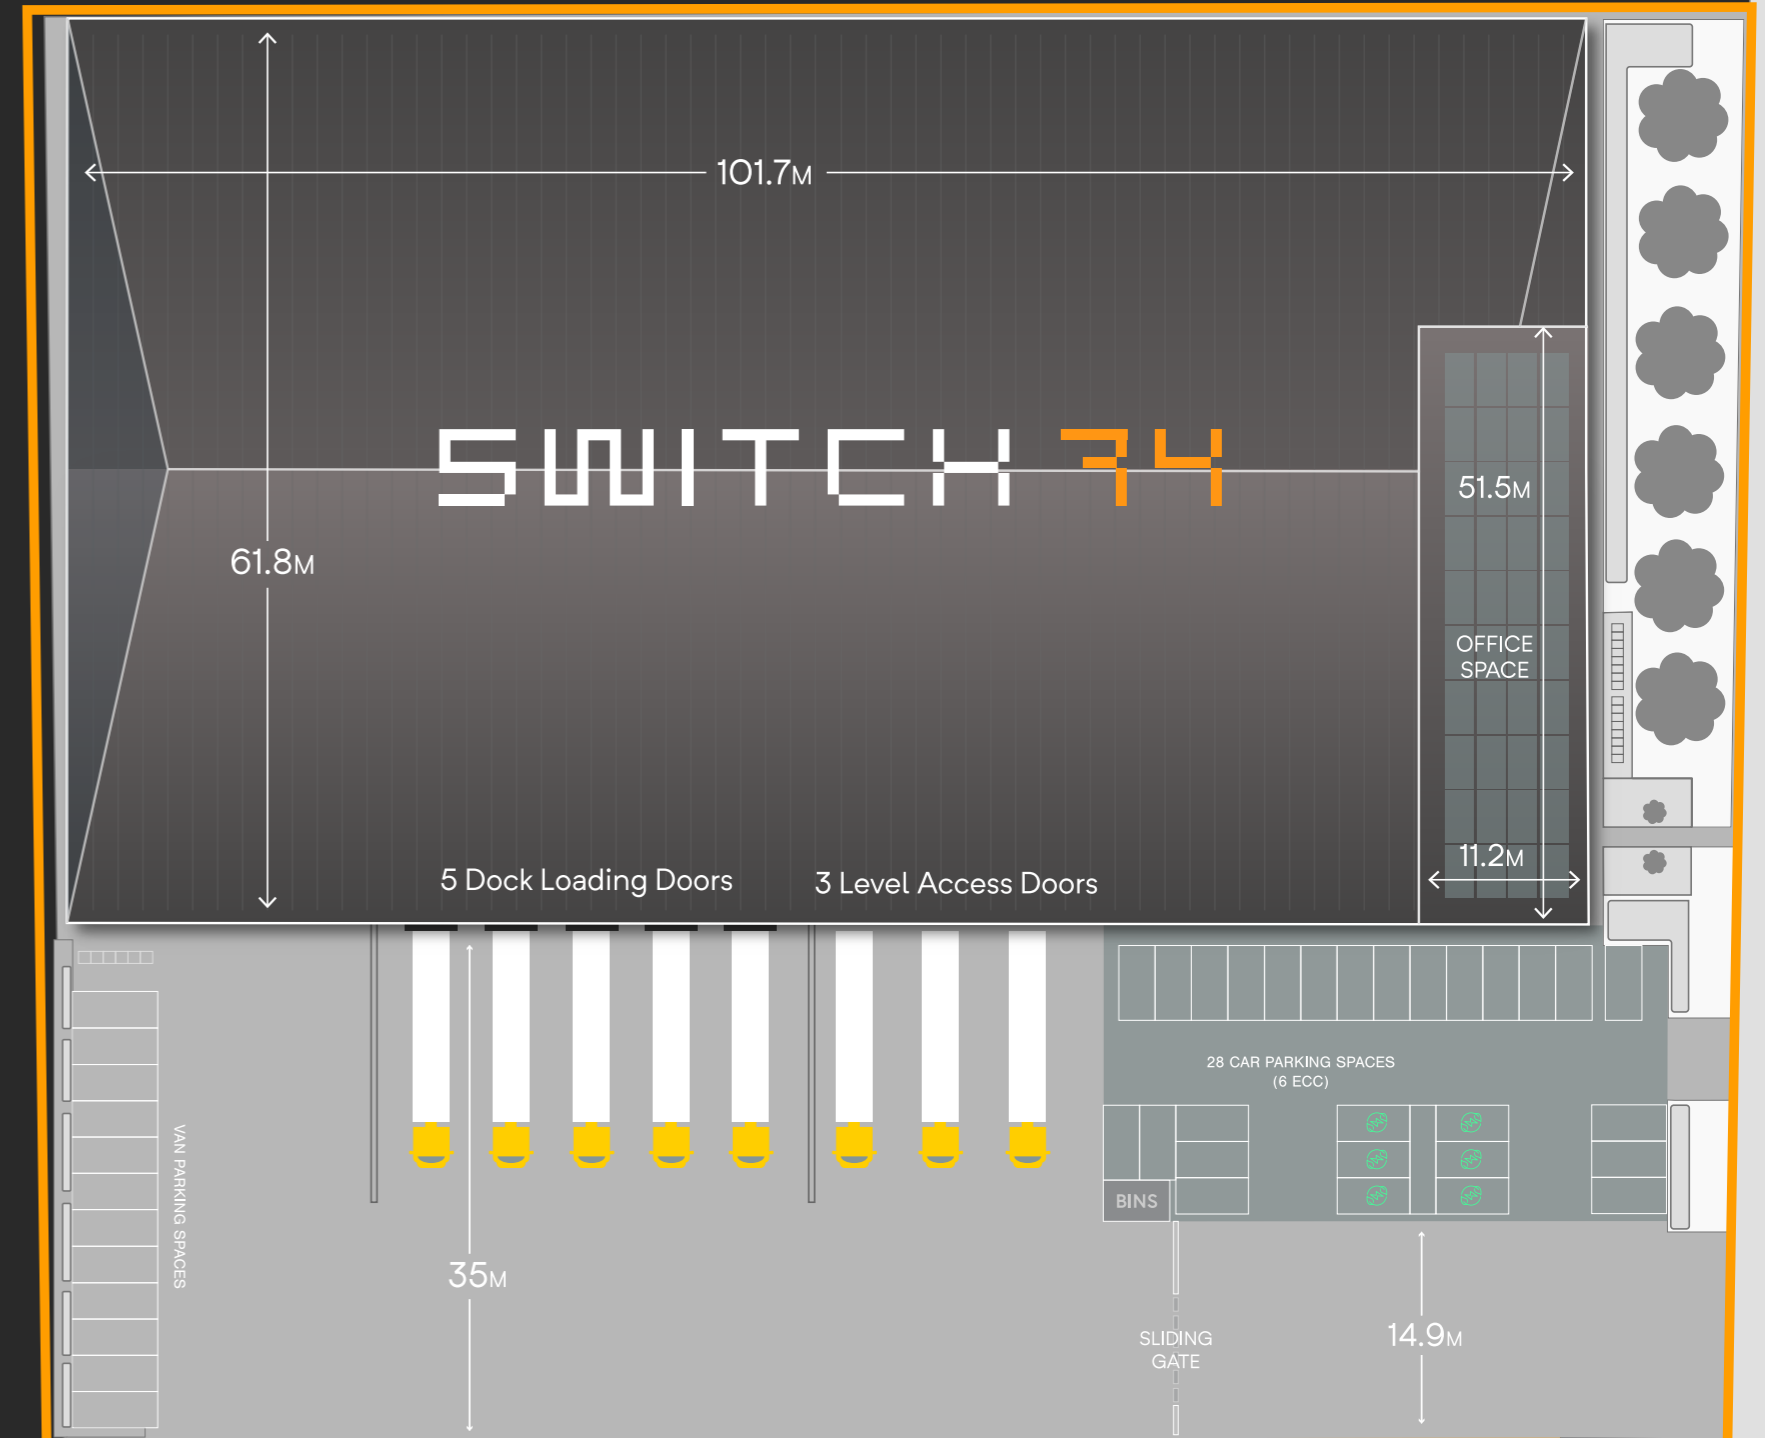 101.7M
SWITCH 74
51.5M
61.8M
OFFICE
SPACE
11.2M
5 Dock Loading Doors
3 Level Access Doors
28 CAR PARKING SPACES
(6 ECC)
VAN PARKING SPACES
BINS
35M
SLIDING
GATE
14.9M